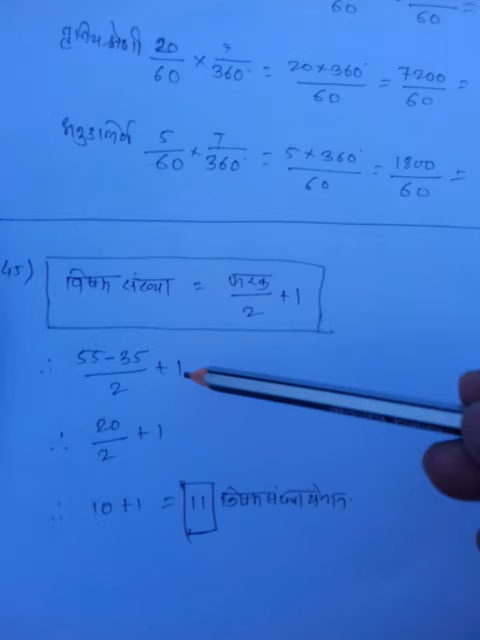 60 60 =
तृतीय श्रेणी 20/60 × ?/360° = 20×360°/60 = 7200/60 =
5/60 × ?/360° = 5×360°/60 = 1800/60 =
45) विषम संख्या = फरक/2 + 1
∴ 55-35/2 + 1
∴ 20/2 + 1
∴ 10+1 = 11 विषम संख्या येतात.